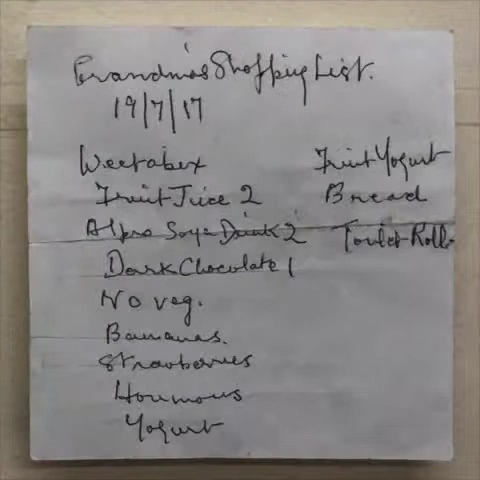 Grandma's Shopping List.
19/7/17
Weetabix
Fruit Juice 2
Alpro Soya Drink 2
Dark Chocolate 1
No veg.
Bananas.
Strawberries
Houmous
Yogurt
Fruit Yogurt
Bread
Toilet Rolls